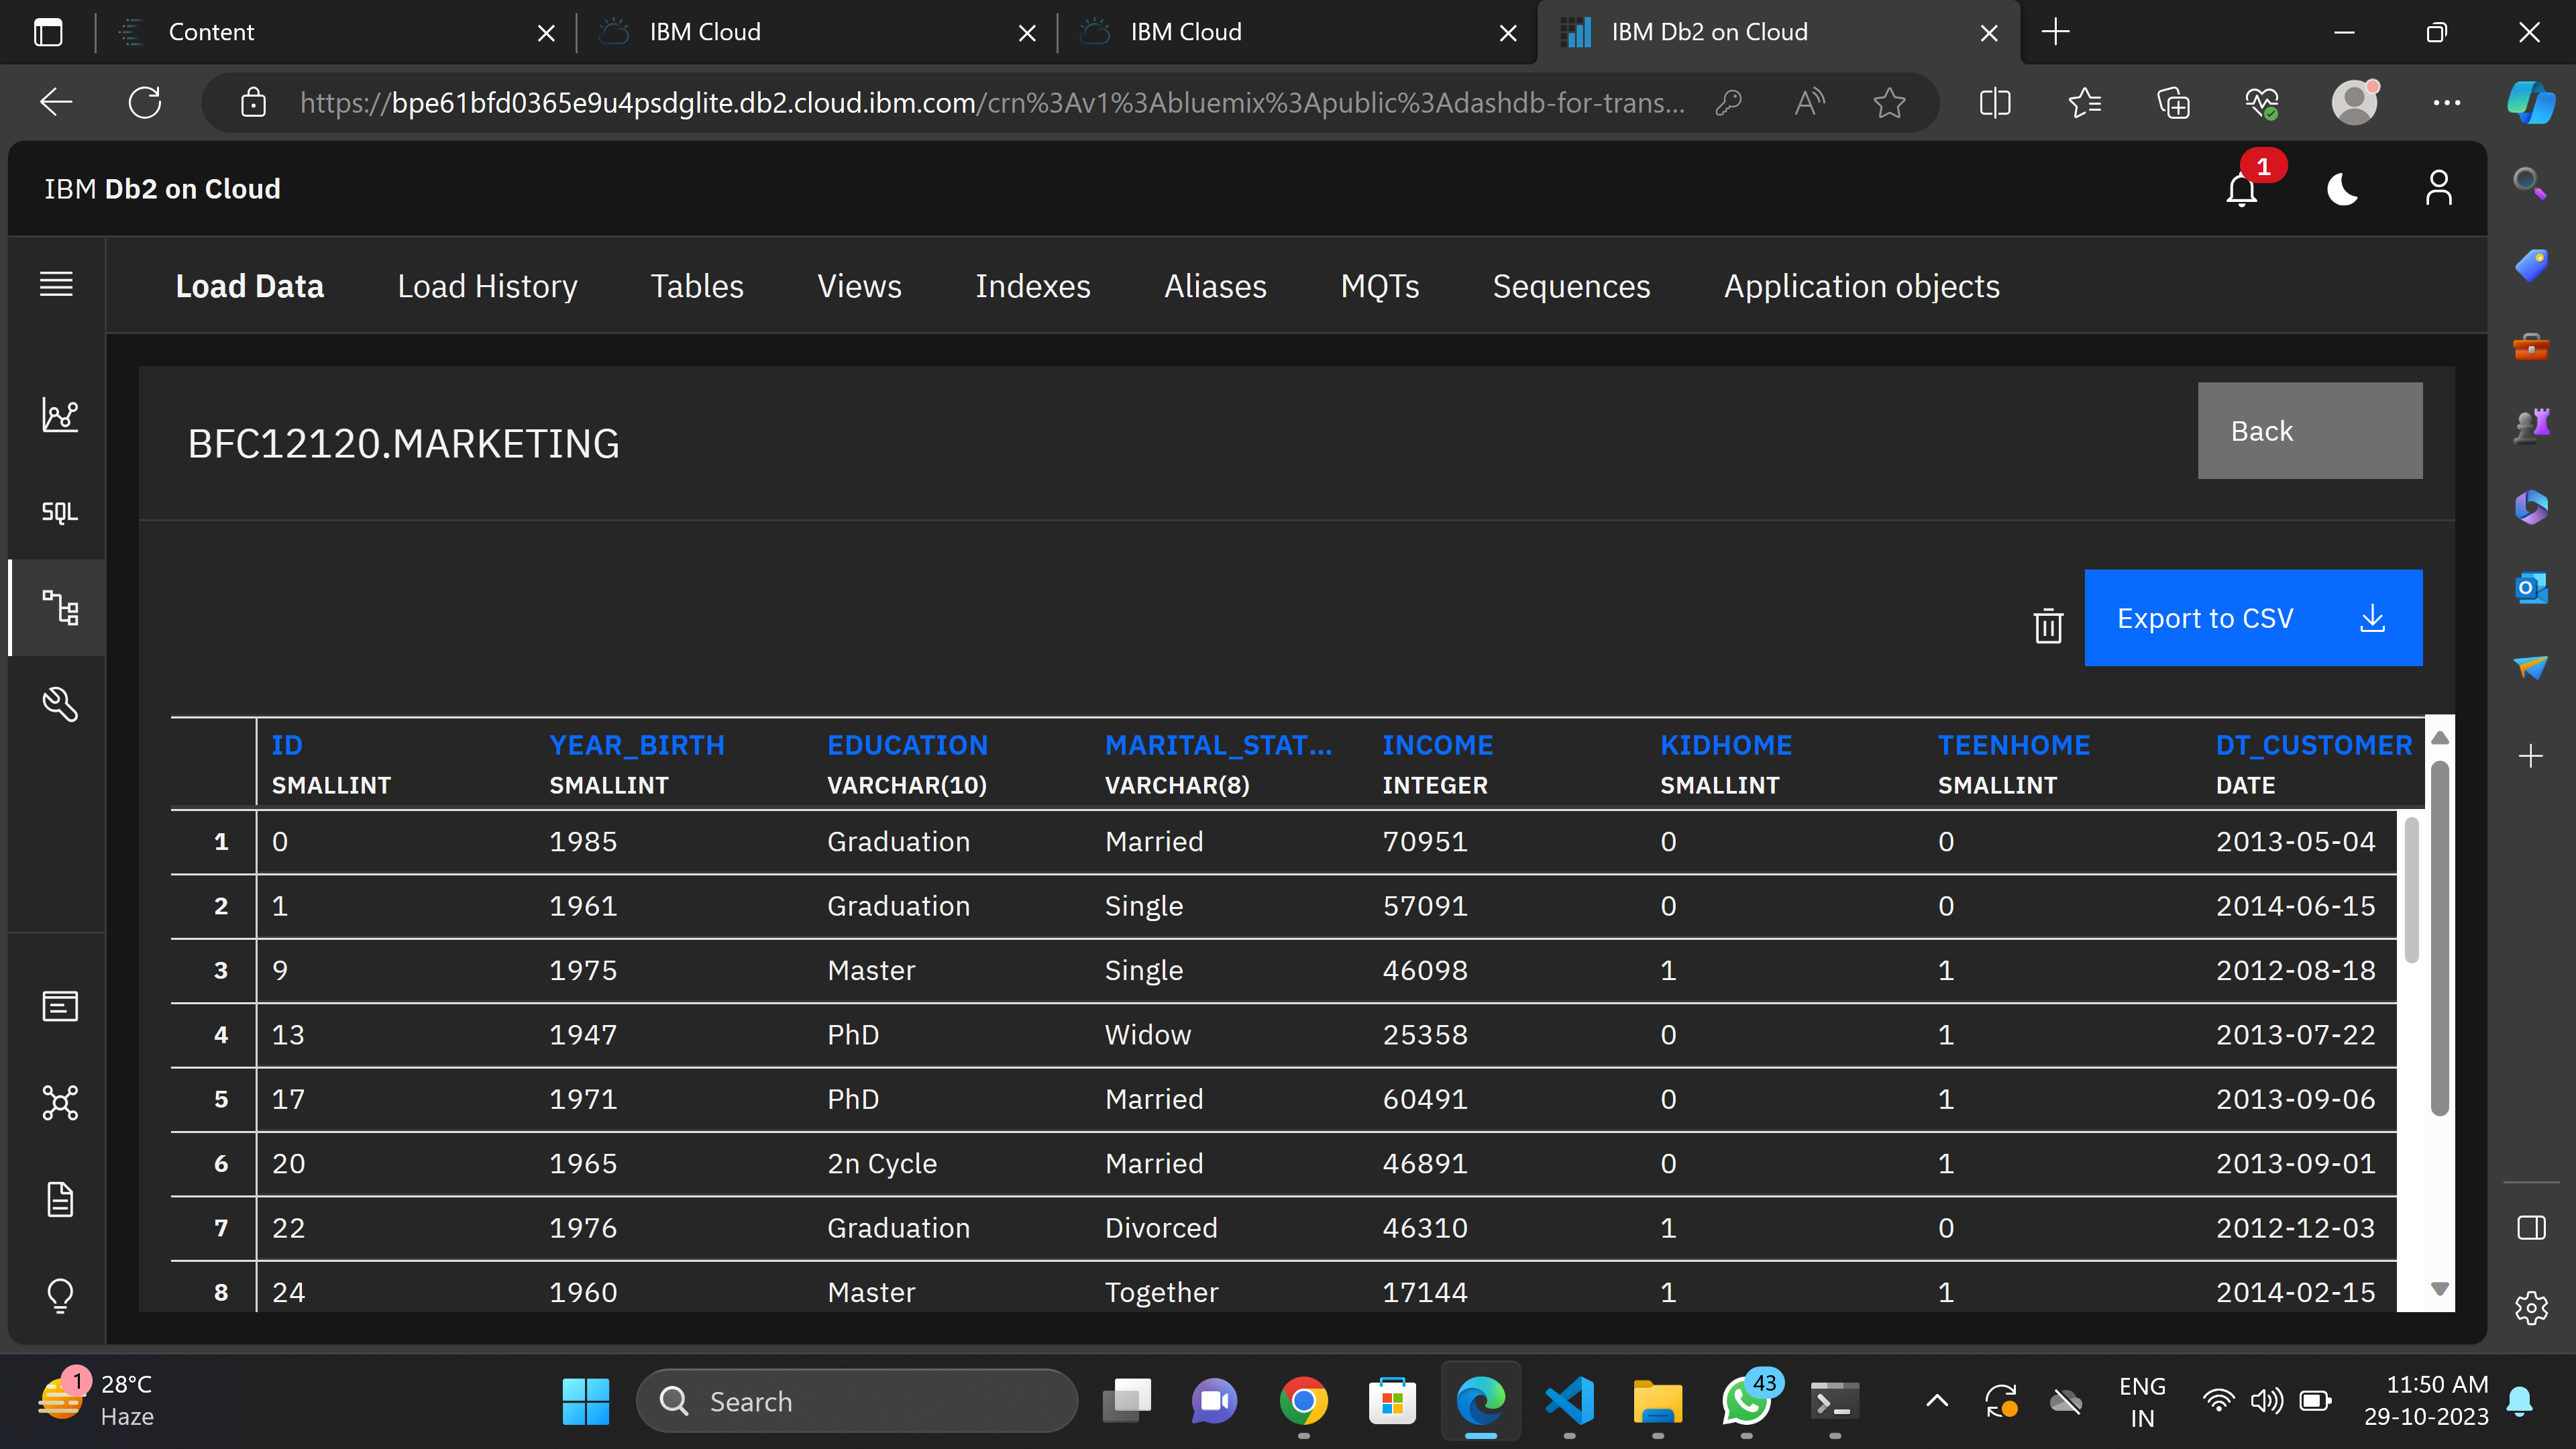 Content
IBM Cloud
IBM Cloud
IBM Db2 on Cloud
https://bpe61bfd0365e9u4psdglite.db2.cloud.ibm.com/crn%3Av1%3Abluemix%3Apublic%3Adashdb-for-trans...
IBM Db2 on Cloud
1
Load Data Load History Tables Views Indexes Aliases MQTs Sequences Application objects
SQL
BFC12120.MARKETING
Back
Export to CSV
ID YEAR_BIRTH EDUCATION MARITAL_STAT... INCOME KIDHOME TEENHOME DT_CUSTOMER
SMALLINT SMALLINT VARCHAR(10) VARCHAR(8) INTEGER SMALLINT SMALLINT DATE
1 0 1985 Graduation Married 70951 0 0 2013-05-04
2 1 1961 Graduation Single 57091 0 0 2014-06-15
3 9 1975 Master Single 46098 1 1 2012-08-18
4 13 1947 PhD Widow 25358 0 1 2013-07-22
5 17 1971 PhD Married 60491 0 1 2013-09-06
6 20 1965 2n Cycle Married 46891 0 1 2013-09-01
7 22 1976 Graduation Divorced 46310 1 0 2012-12-03
8 24 1960 Master Together 17144 1 1 2014-02-15
1
28°C
Haze
Search
43
ENG
IN
11:50 AM
29-10-2023